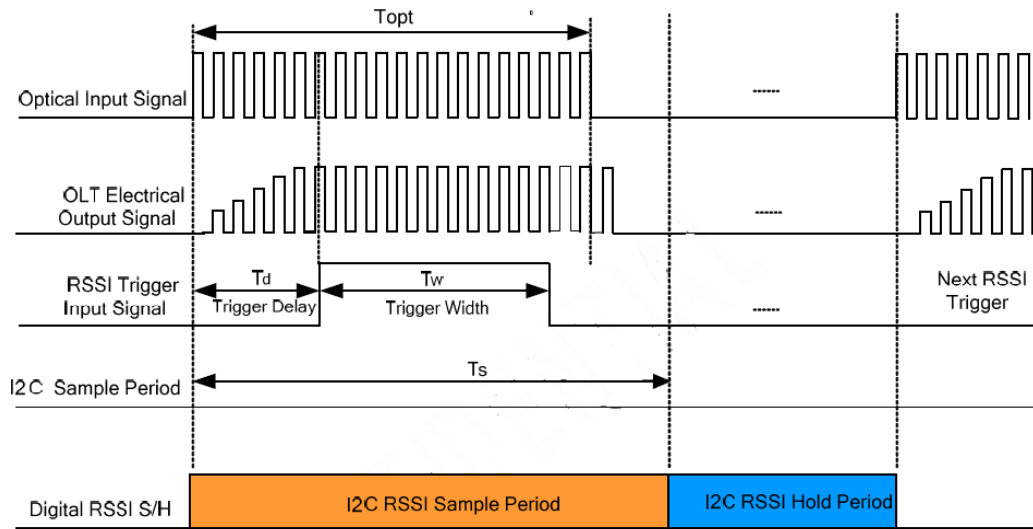 Topt
Optical Input Signal
......
OLT Electrical
Output Signal
......
RSSI Trigger
Input Signal
Td
Trigger Delay
Tw
Trigger Width
......
Next RSSI
Trigger
I2C Sample Period
Ts
Digital RSSI S/H
I2C RSSI Sample Period
I2C RSSI Hold Period